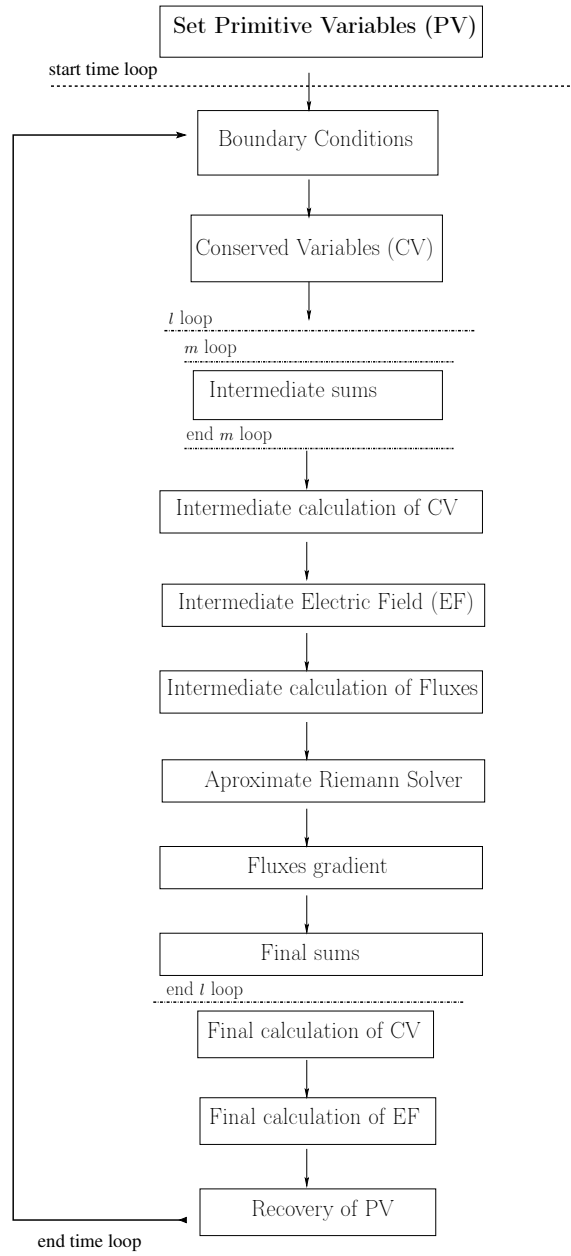 Set Primitive Variables (PV)
start time loop
Boundary Conditions
Conserved Variables (CV)
l loop
m loop
Intermediate sums
end m loop
Intermediate calculation of CV
Intermediate Electric Field (EF)
Intermediate calculation of Fluxes
Aproximate Riemann Solver
Fluxes gradient
Final sums
end l loop
Final calculation of CV
Final calculation of EF
Recovery of PV
end time loop